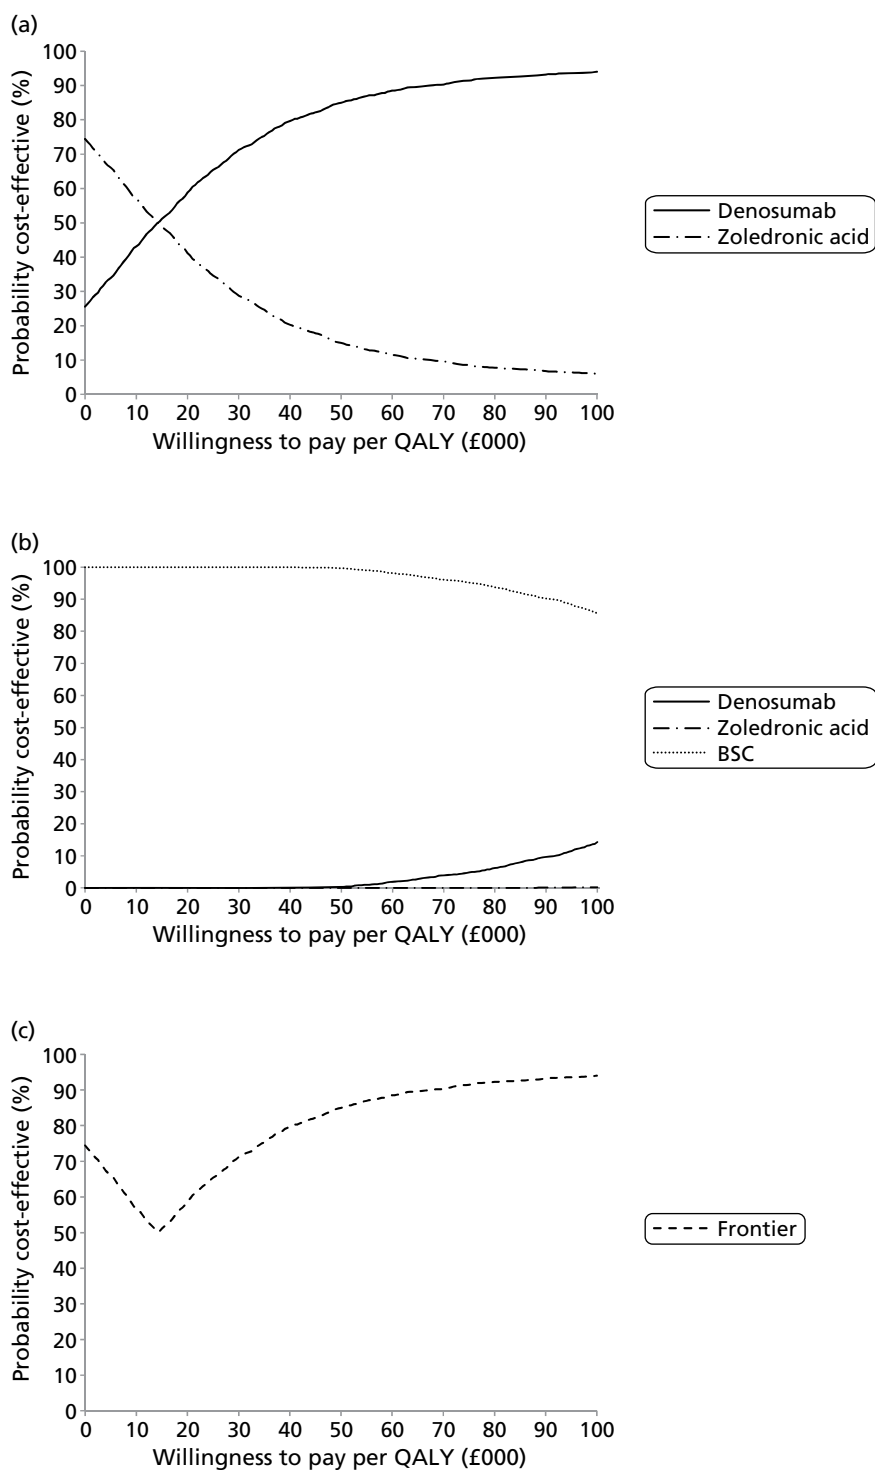 (a)
Probability cost-effective (%)
100
90
80
70
60
50
40
30
20
10
0
0 10 20 30 40 50 60 70 80 90 100
Willingness to pay per QALY (£000)
Denosumab
Zoledronic acid
(b)
Probability cost-effective (%)
100
90
80
70
60
50
40
30
20
10
0
0 10 20 30 40 50 60 70 80 90 100
Willingness to pay per QALY (£000)
Denosumab
Zoledronic acid
BSC
(c)
Probability cost-effective (%)
100
90
80
70
60
50
40
30
20
10
0
0 10 20 30 40 50 60 70 80 90 100
Willingness to pay per QALY (£000)
Frontier